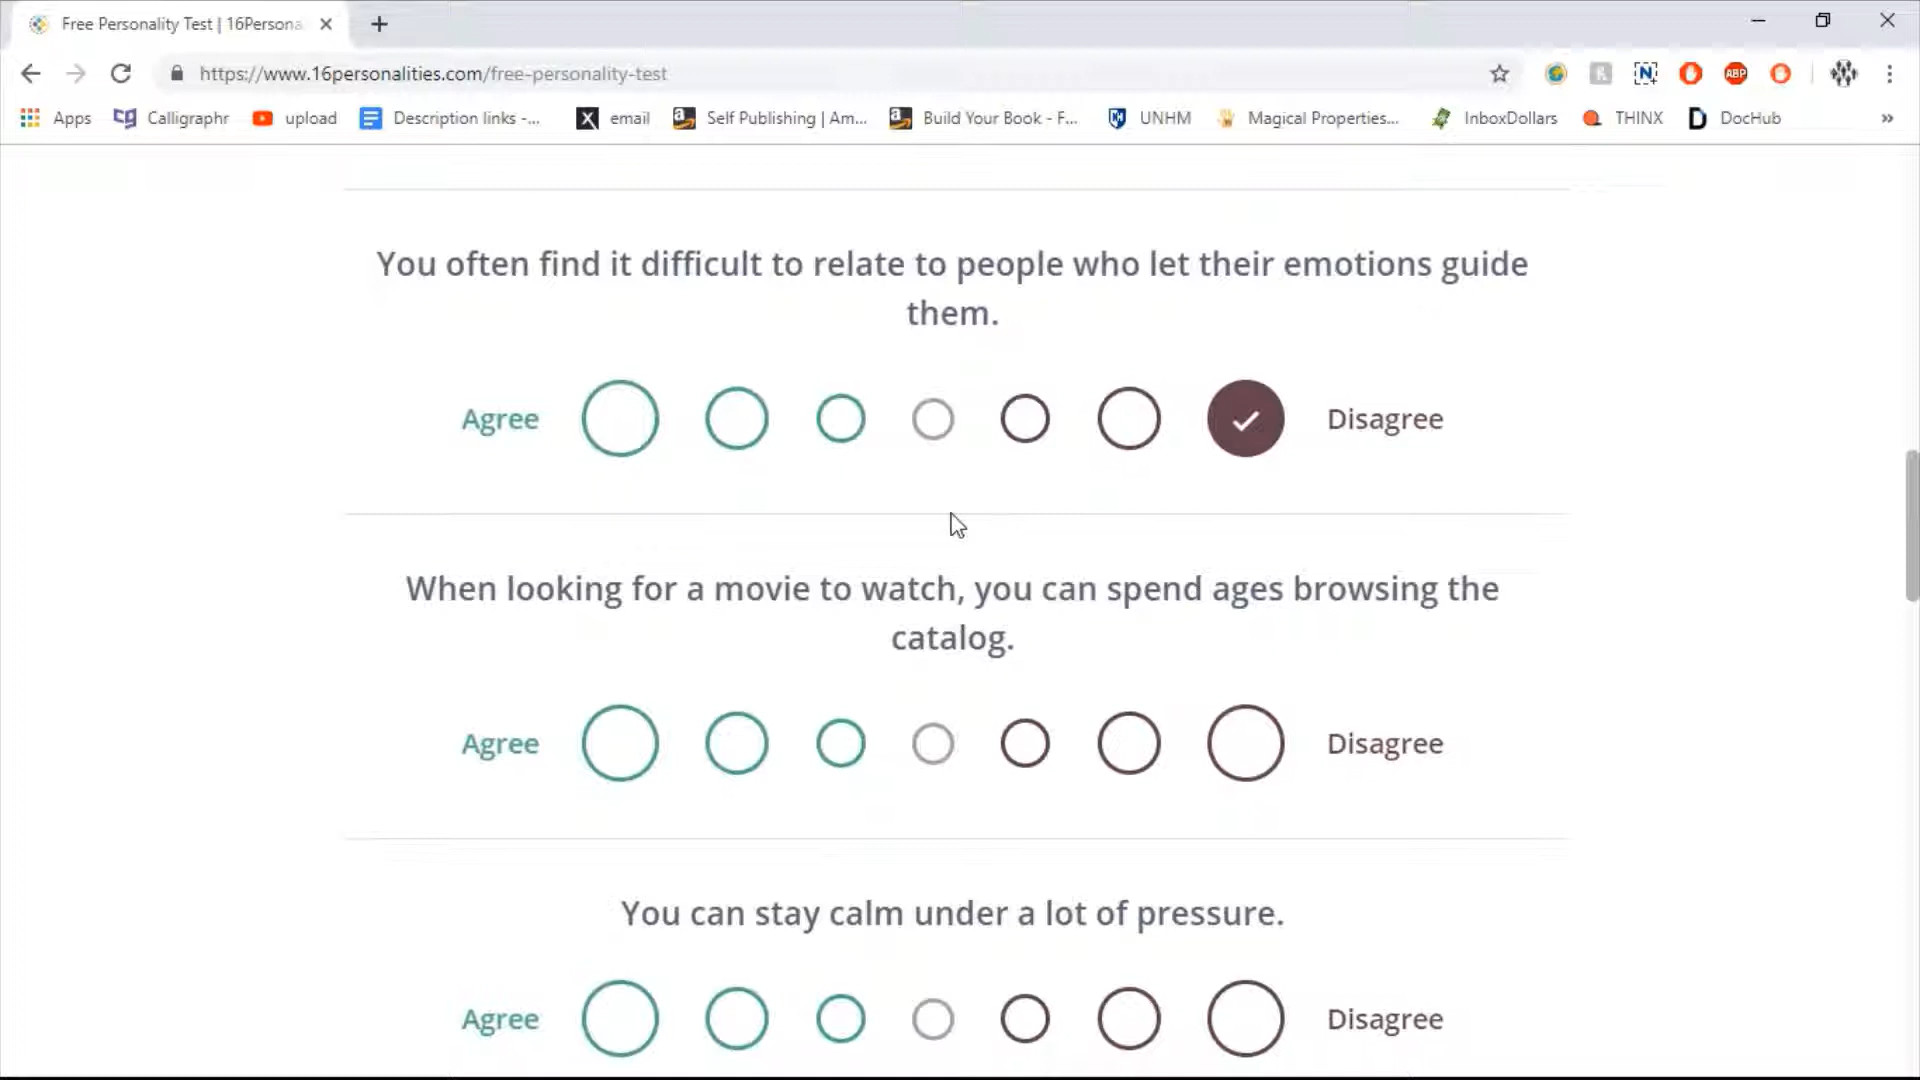 Free Personality Test | 16Persona
https://www.16personalities.com/free-personality-test
ABP
Apps Calligraphr upload Description links -... email Self Publishing | Am... Build Your Book - F... UNHM Magical Properties... InboxDollars THINX DocHub »
You often find it difficult to relate to people who let their emotions guide
them.
Agree Disagree
When looking for a movie to watch, you can spend ages browsing the
catalog.
Agree Disagree
You can stay calm under a lot of pressure.
Agree Disagree